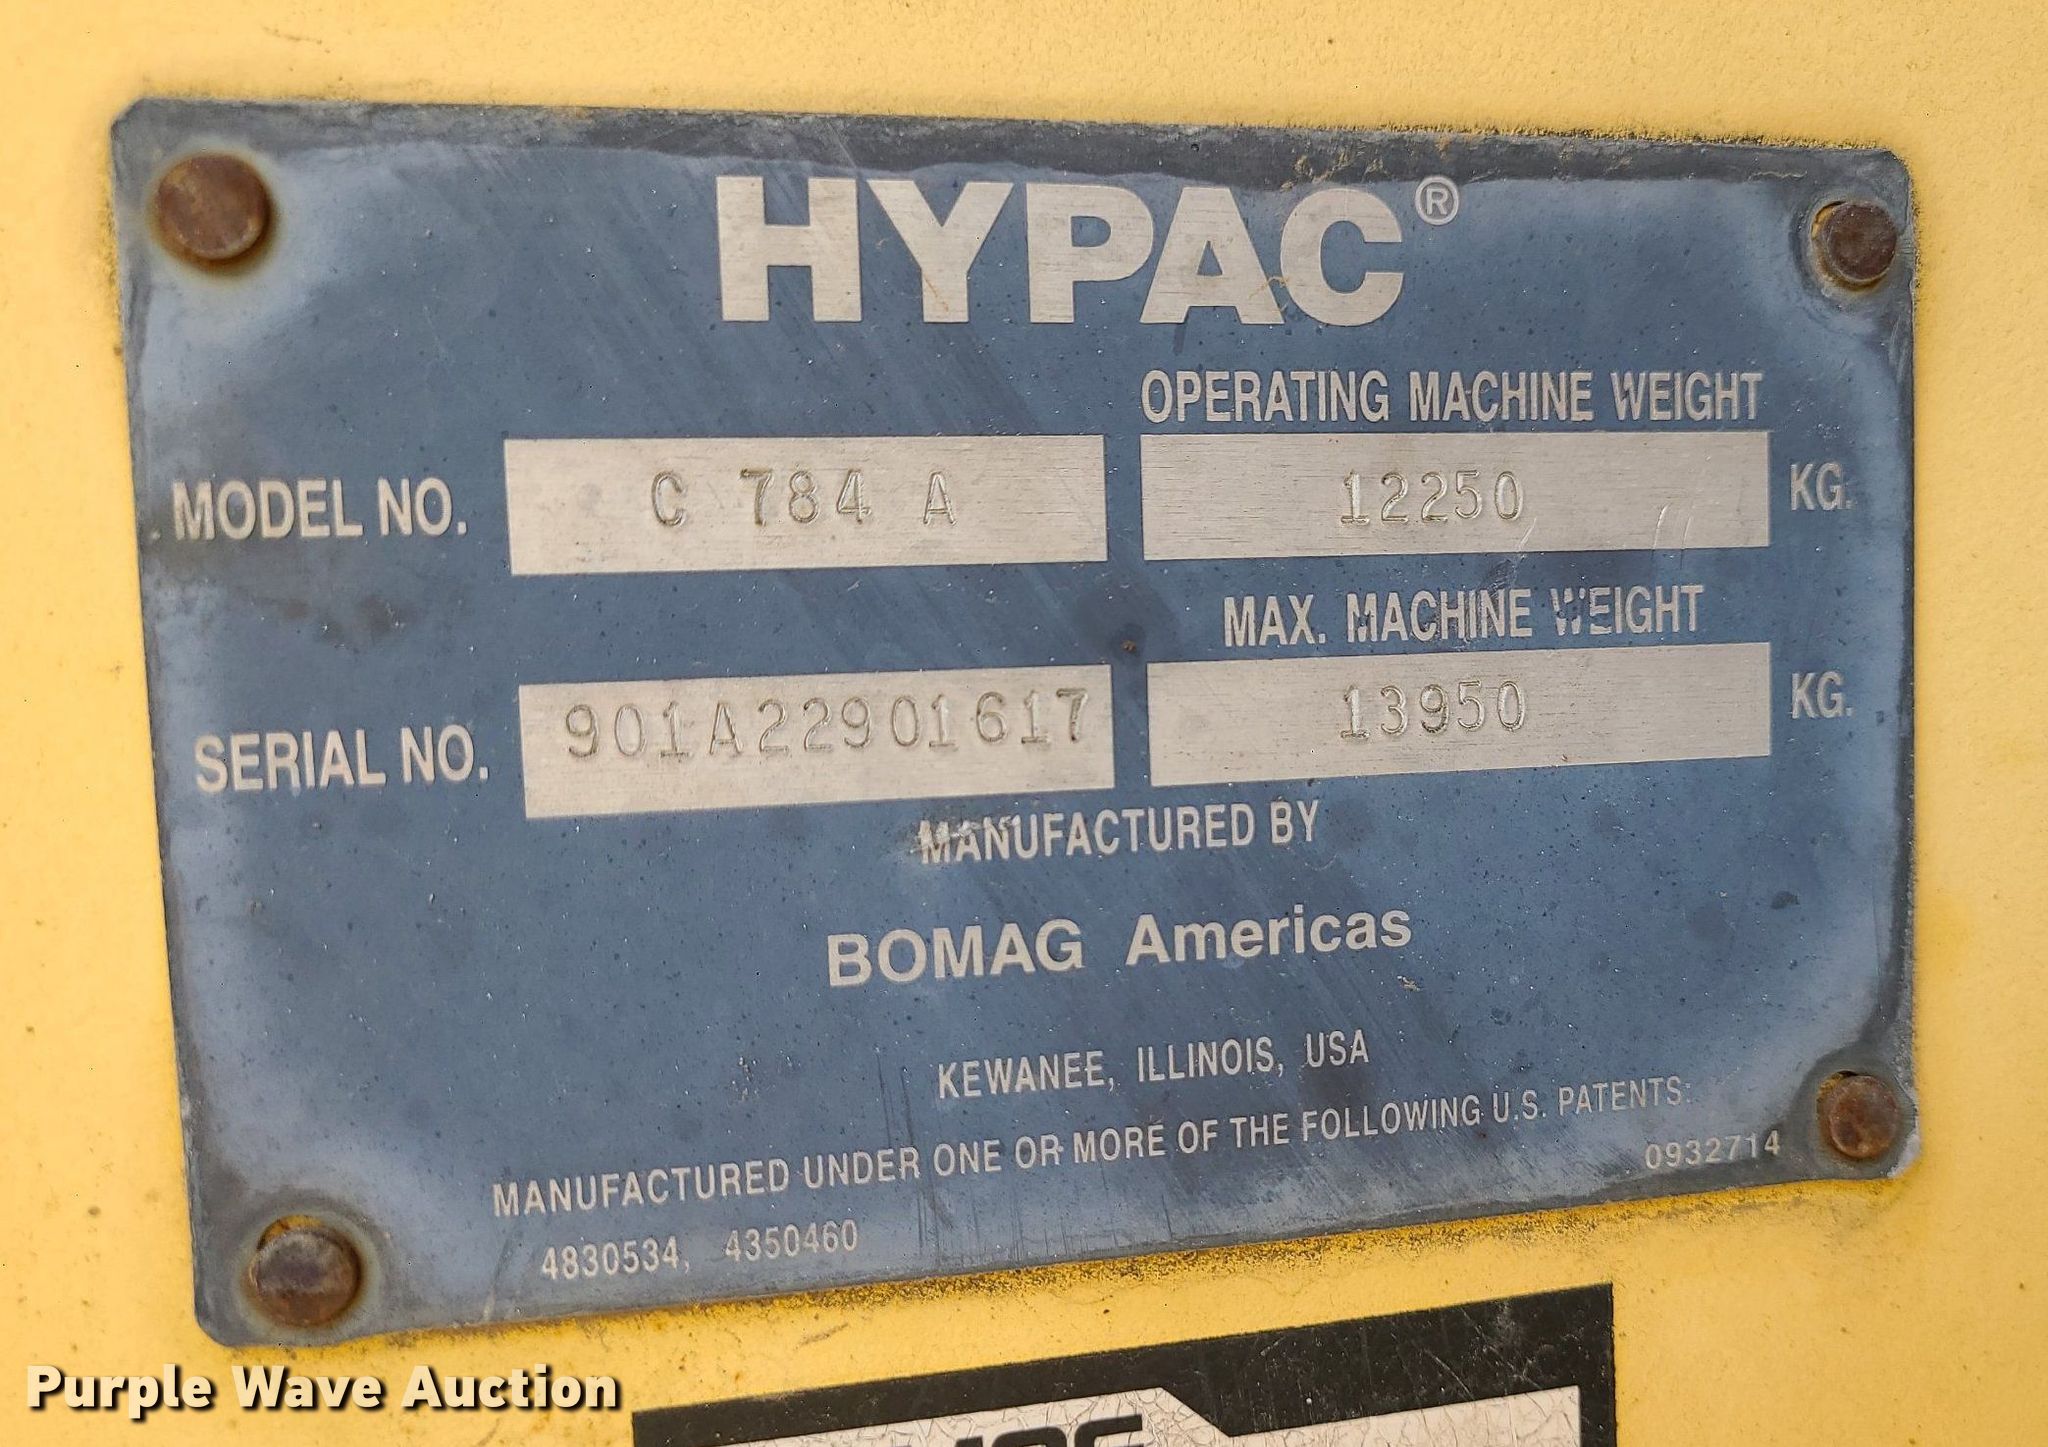 HYPAC®
OPERATING MACHINE WEIGHT
MODEL NO. C 784 A 12250 KG.
MAX. MACHINE WEIGHT
SERIAL NO. 901A22901617 13950 KG.
MANUFACTURED BY
BOMAG Americas
KEWANEE, ILLINOIS, USA
MANUFACTURED UNDER ONE OR MORE OF THE FOLLOWING U.S. PATENTS:
0932714
4830534, 4350460
Purple Wave Auction